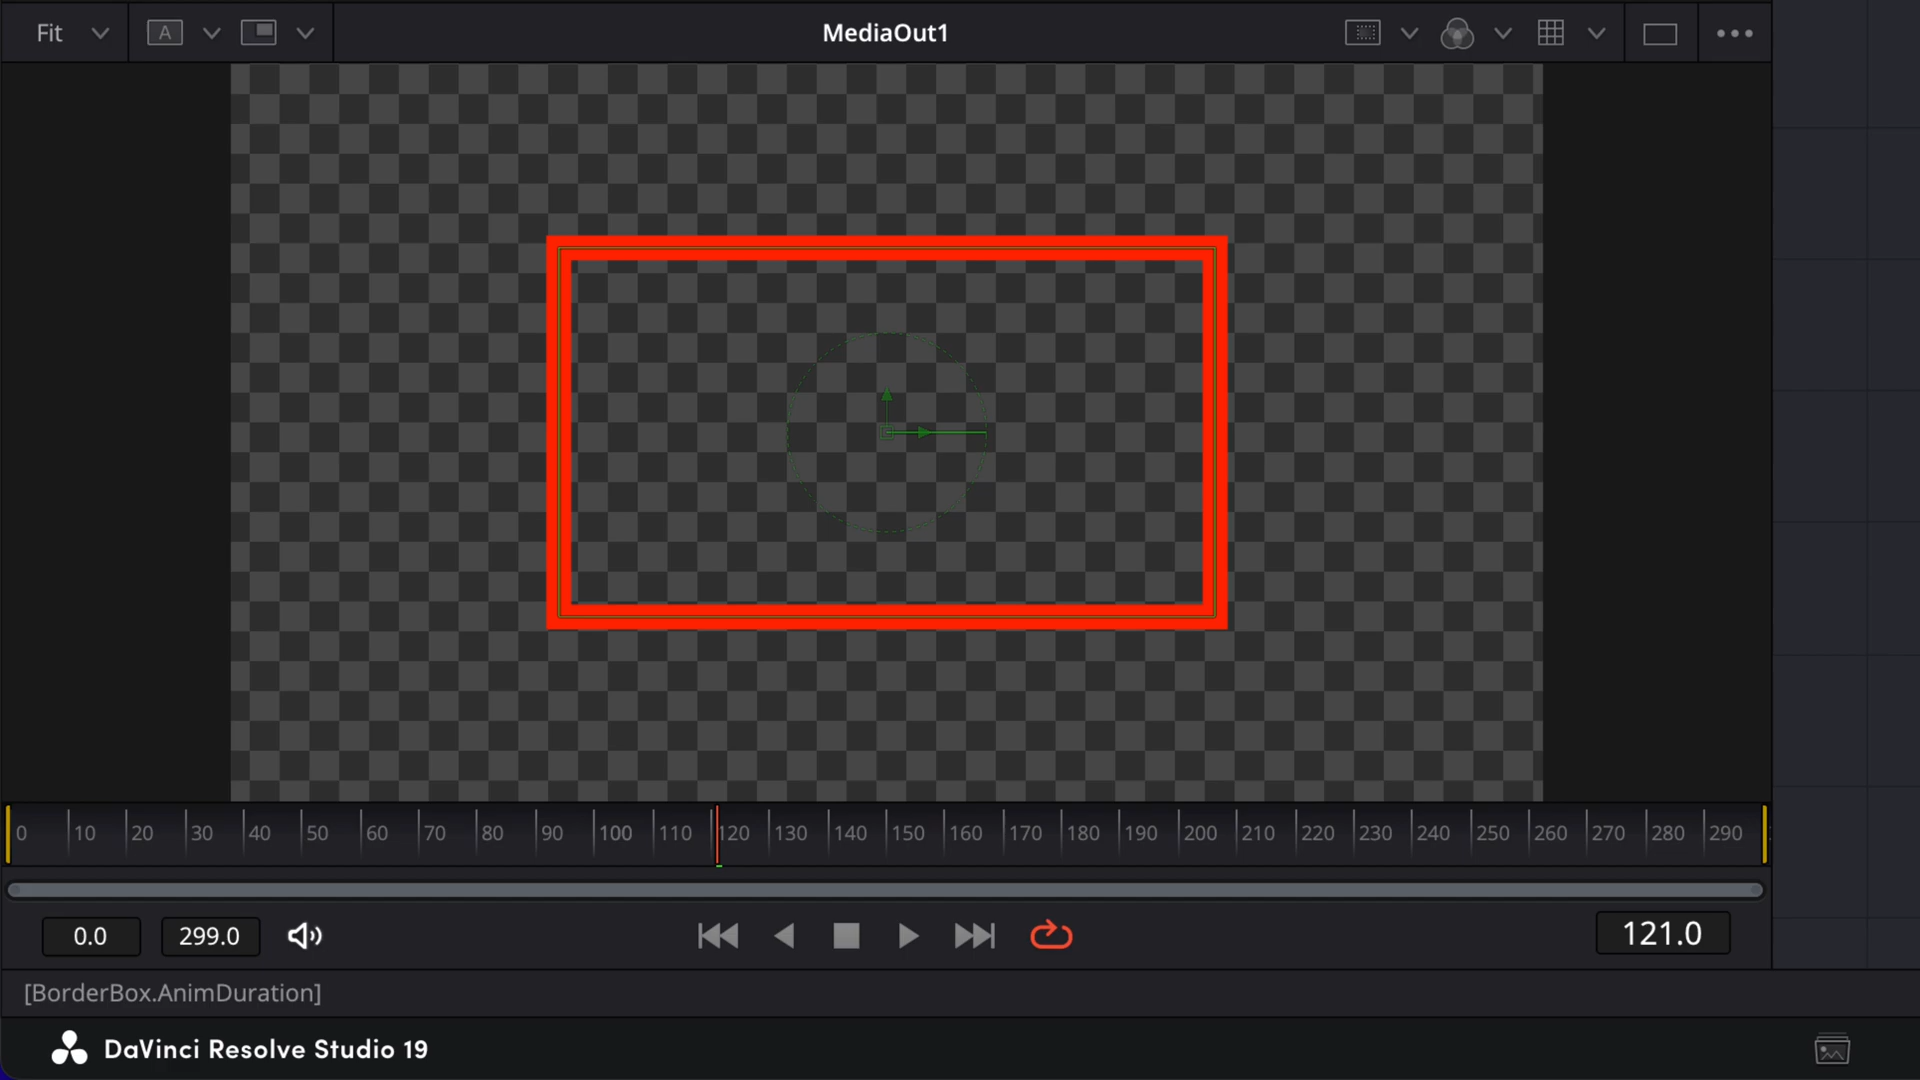 Fit
A
MediaOut1
0 10 20 30 40 50 60 70 80 90 100 110 120 130 140 150 160 170 180 190 200 210 220 230 240 250 260 270 280 290
0.0
299.0
121.0
[BorderBox.AnimDuration]
DaVinci Resolve Studio 19